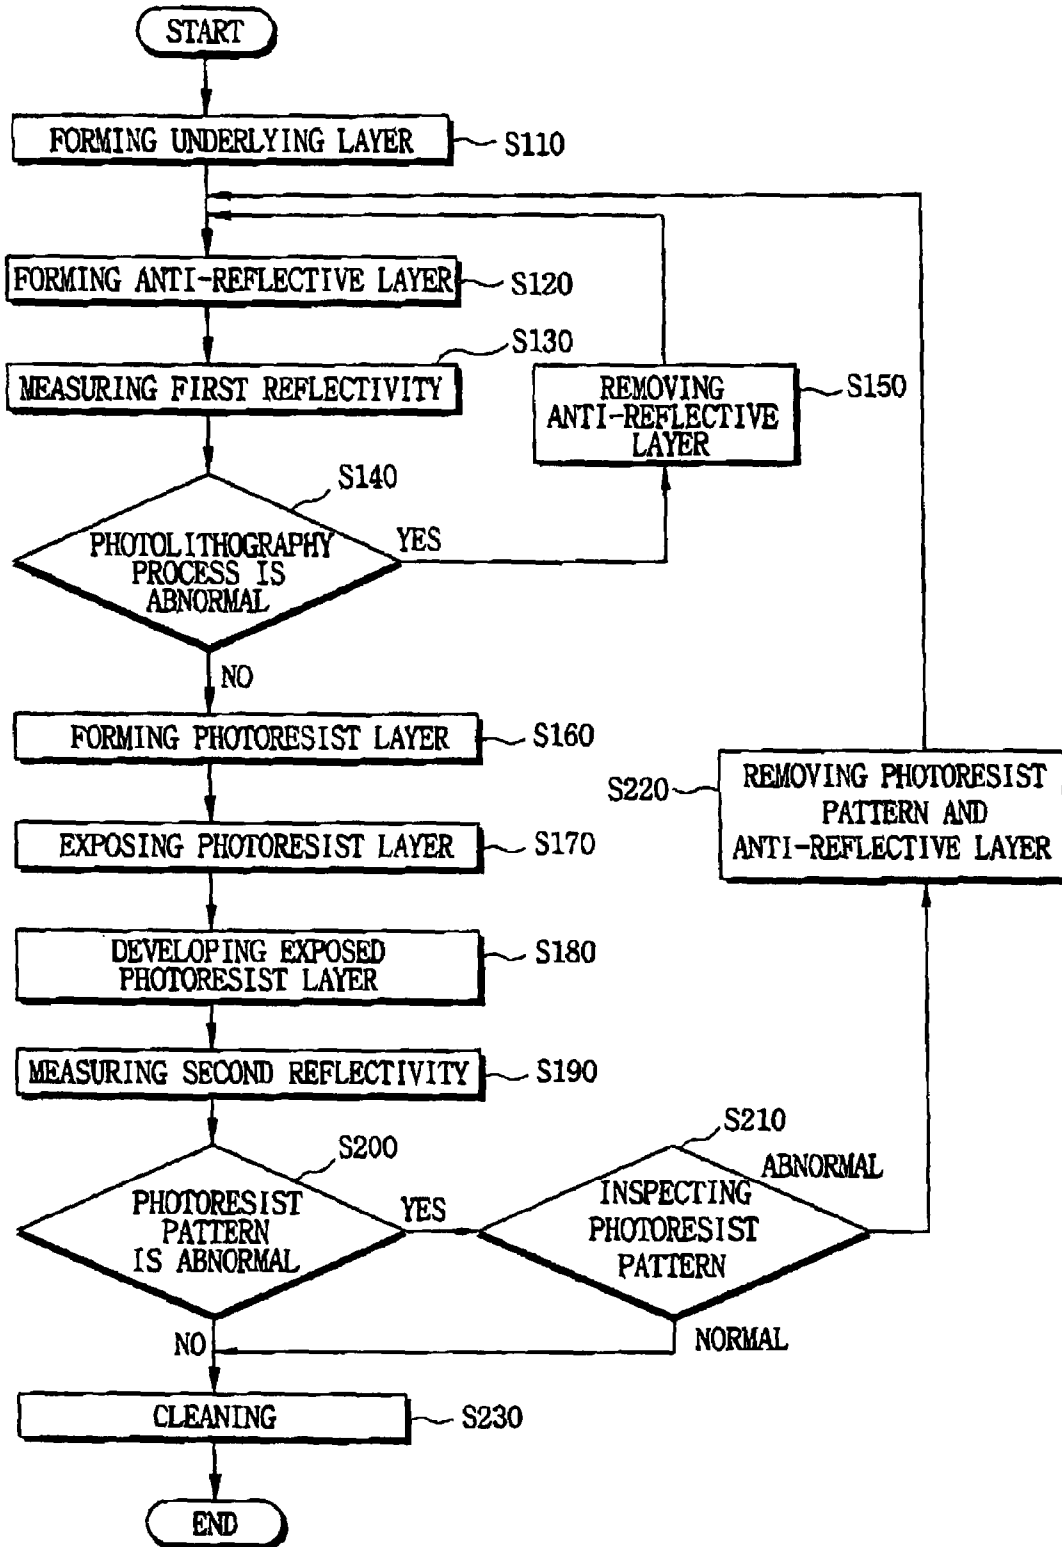 START
FORMING UNDERLYING LAYER
S110
FORMING ANTI-REFLECTIVE LAYER
S120
S130
MEASURING FIRST REFLECTIVITY
REMOVING
ANTI-REFLECTIVE
LAYER
S150
S140
PHOTOLITHOGRAPHY
PROCESS IS
ABNORMAL
YES
NO
FORMING PHOTORESIST LAYER
S160
S220
REMOVING PHOTORESIST
PATTERN AND
ANTI-REFLECTIVE LAYER
EXPOSING PHOTORESIST LAYER
S170
DEVELOPING EXPOSED
PHOTORESIST LAYER
S180
MEASURING SECOND REFLECTIVITY
S190
S200
PHOTORESIST
PATTERN
IS ABNORMAL
YES
S210
INSPECTING
PHOTORESIST
PATTERN
ABNORMAL
NO
NORMAL
CLEANING
S230
END